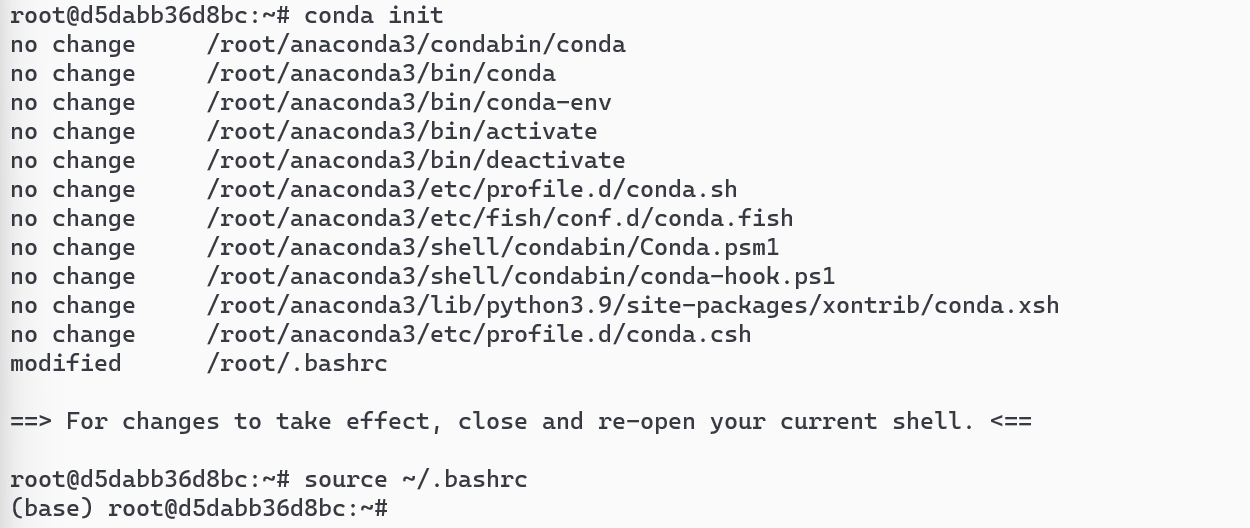 root@d5dabb36d8bc:~# conda init
no change     /root/anaconda3/condabin/conda
no change     /root/anaconda3/bin/conda
no change     /root/anaconda3/bin/conda-env
no change     /root/anaconda3/bin/activate
no change     /root/anaconda3/bin/deactivate
no change     /root/anaconda3/etc/profile.d/conda.sh
no change     /root/anaconda3/etc/fish/conf.d/conda.fish
no change     /root/anaconda3/shell/condabin/Conda.psm1
no change     /root/anaconda3/shell/condabin/conda-hook.ps1
no change     /root/anaconda3/lib/python3.9/site-packages/xontrib/conda.xsh
no change     /root/anaconda3/etc/profile.d/conda.csh
modified      /root/.bashrc
==> For changes to take effect, close and re-open your current shell. <==
root@d5dabb36d8bc:~# source ~/.bashrc
(base) root@d5dabb36d8bc:~#